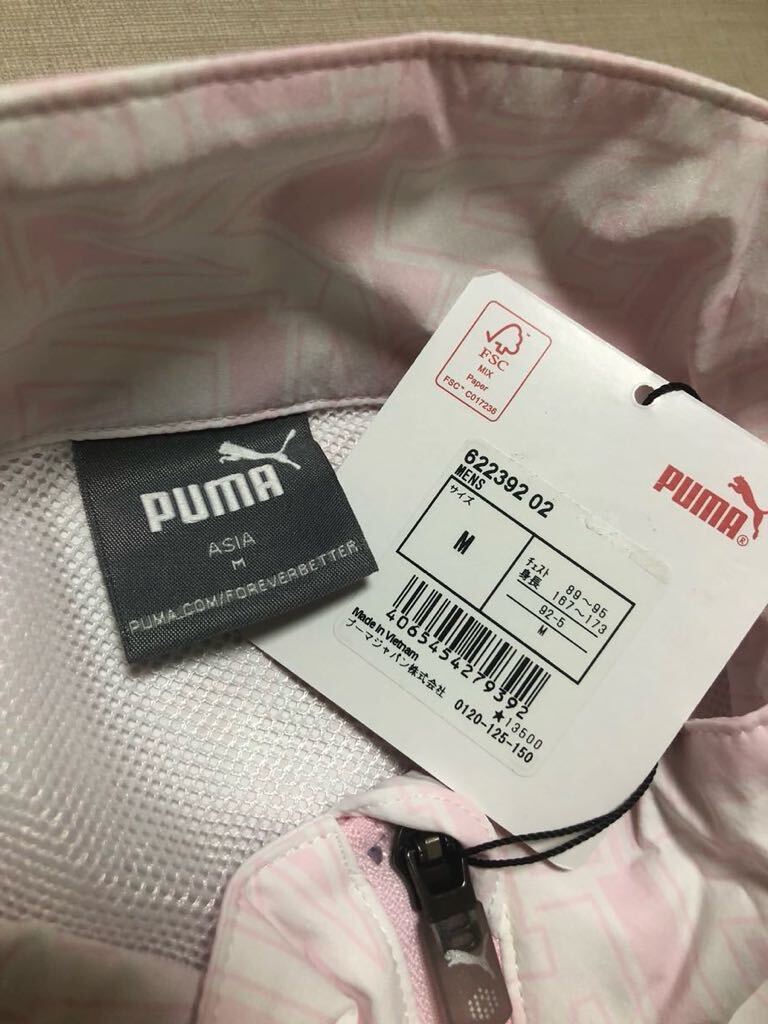 PUMA
ASIA
M
PUMA.COM/FOREVERBETTER
FSC
MIX
Paper
FSC™ C017238
622392 02
MENS
サイズ
M
チェスト 89~95
身長 167~173
92-5
M
4065454279392
Made in Vietnam
プーマジャパン株式会社
★13500
0120-125-150
PUMA®